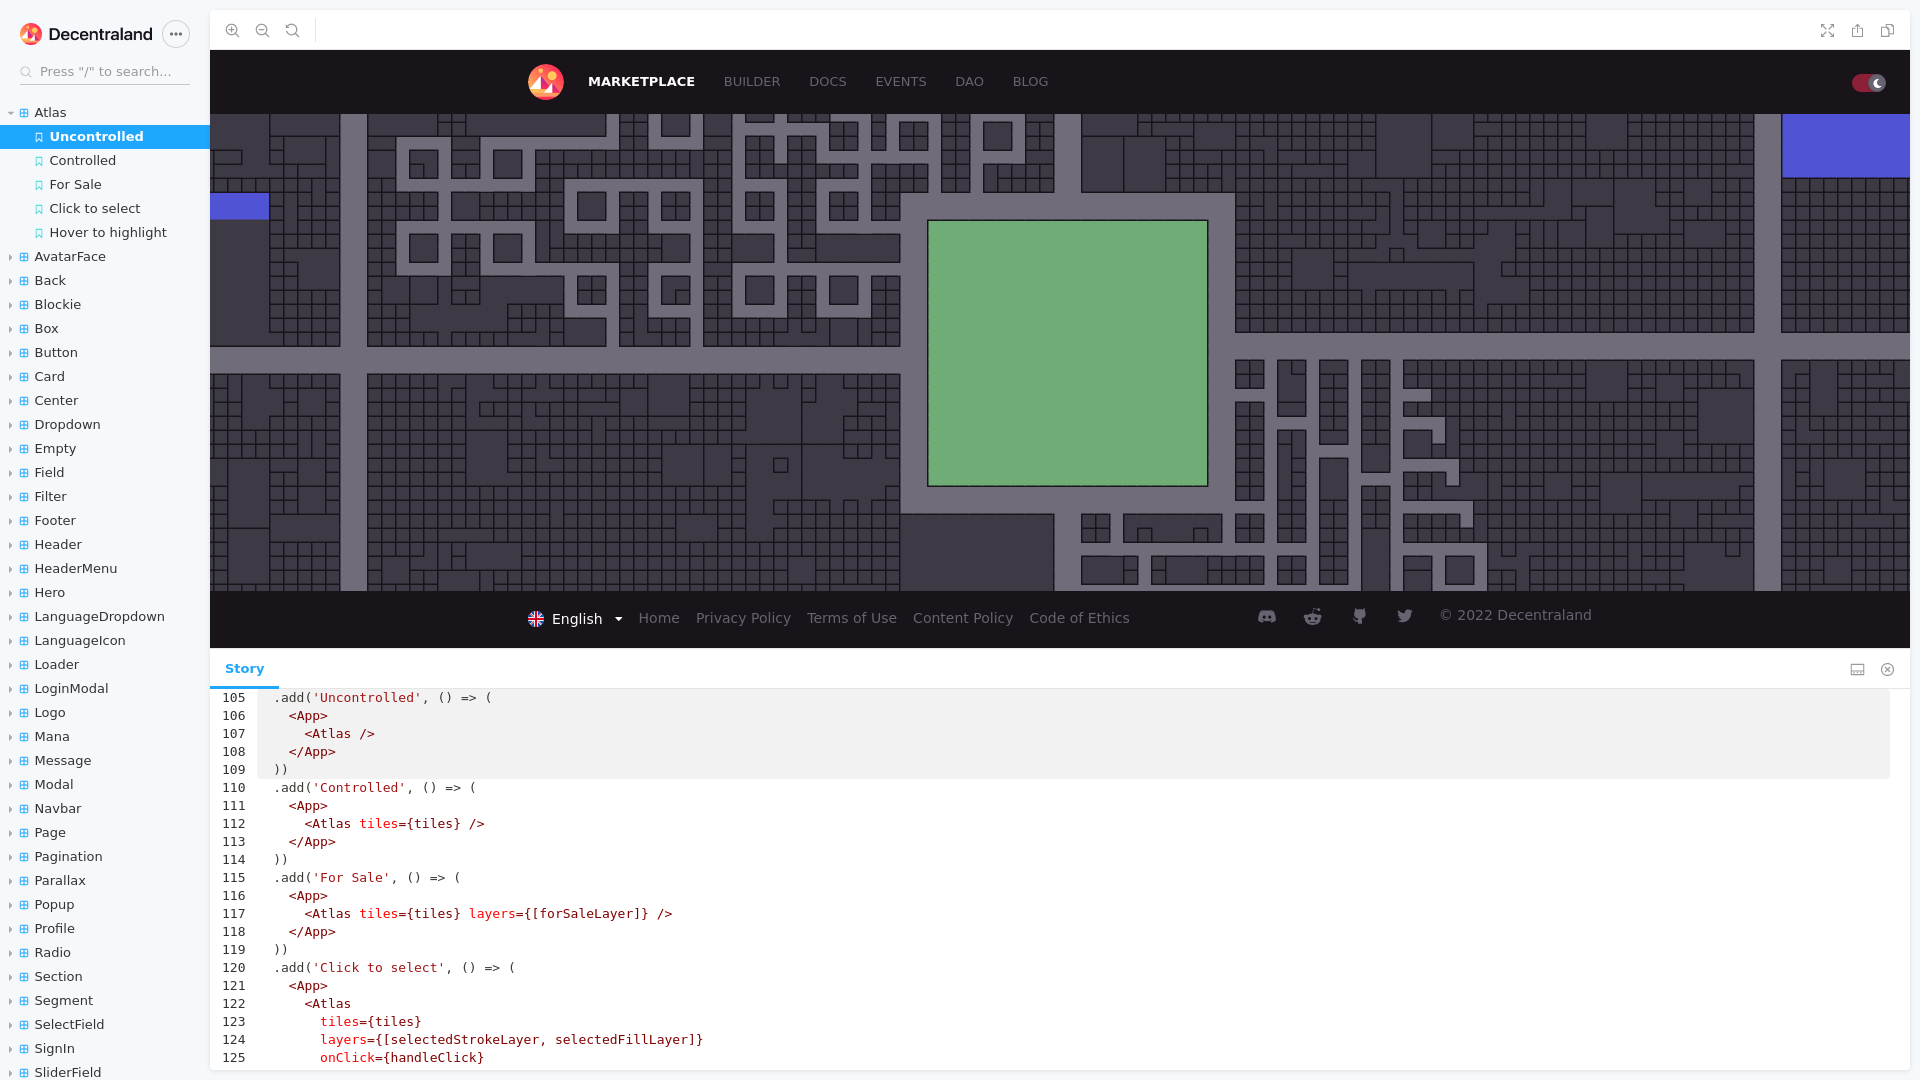 Decentraland
Press "/" to search...
Atlas
Uncontrolled
Controlled
For Sale
Click to select
Hover to highlight
AvatarFace
Back
Blockie
Box
Button
Card
Center
Dropdown
Empty
Field
Filter
Footer
Header
HeaderMenu
Hero
LanguageDropdown
LanguageIcon
Loader
LoginModal
Logo
Mana
Message
Modal
Navbar
Page
Pagination
Parallax
Popup
Profile
Radio
Section
Segment
SelectField
SignIn
SliderField
MARKETPLACE BUILDER DOCS EVENTS DAO BLOG
English Home Privacy Policy Terms of Use Content Policy Code of Ethics © 2022 Decentraland
Story
105 .add('Uncontrolled', () => (
106 <App>
107 <Atlas />
108 </App>
109 ))
110 .add('Controlled', () => (
111 <App>
112 <Atlas tiles={tiles} />
113 </App>
114 ))
115 .add('For Sale', () => (
116 <App>
117 <Atlas tiles={tiles} layers={[forSaleLayer]} />
118 </App>
119 ))
120 .add('Click to select', () => (
121 <App>
122 <Atlas
123 tiles={tiles}
124 layers={[selectedStrokeLayer, selectedFillLayer]}
125 onClick={handleClick}